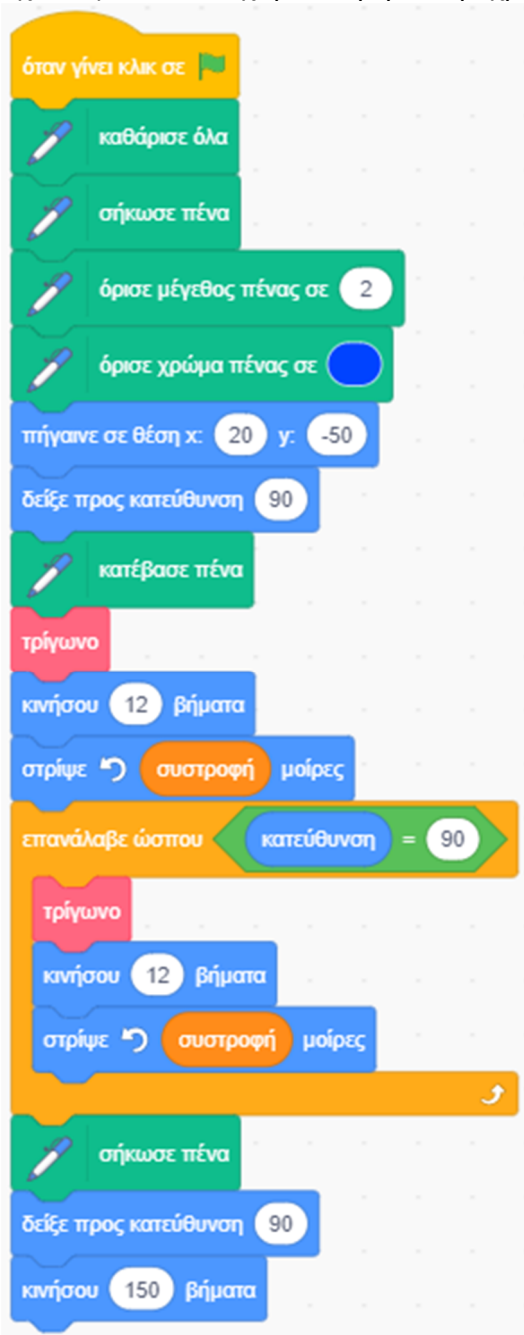 όταν γίνει κλικ σε
καθάρισε όλα
σήκωσε πένα
όρισε μέγεθος πένας σε 2
όρισε χρώμα πένας σε
πήγαινε σε θέση x: 20 y: -50
δείξε προς κατεύθυνση 90
κατέβασε πένα
τρίγωνο
κινήσου 12 βήματα
στρίψε συστροφή μοίρες
επανάλαβε ώσπου κατεύθυνση = 90
τρίγωνο
κινήσου 12 βήματα
στρίψε συστροφή μοίρες
σήκωσε πένα
δείξε προς κατεύθυνση 90
κινήσου 150 βήματα